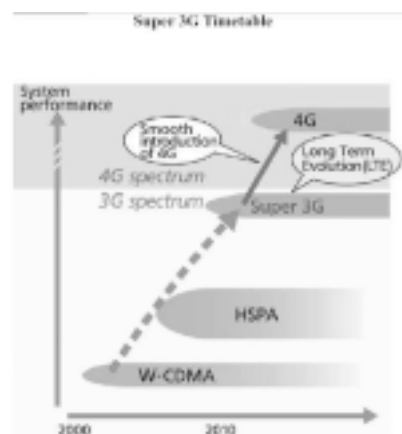 Super 3G Timetable
System
performance
4G
Smooth
introduction
of 4G
Long Term
Evolution(LTE)
4G spectrum
3G spectrum
Super 3G
HSPA
W-CDMA
2000
2010